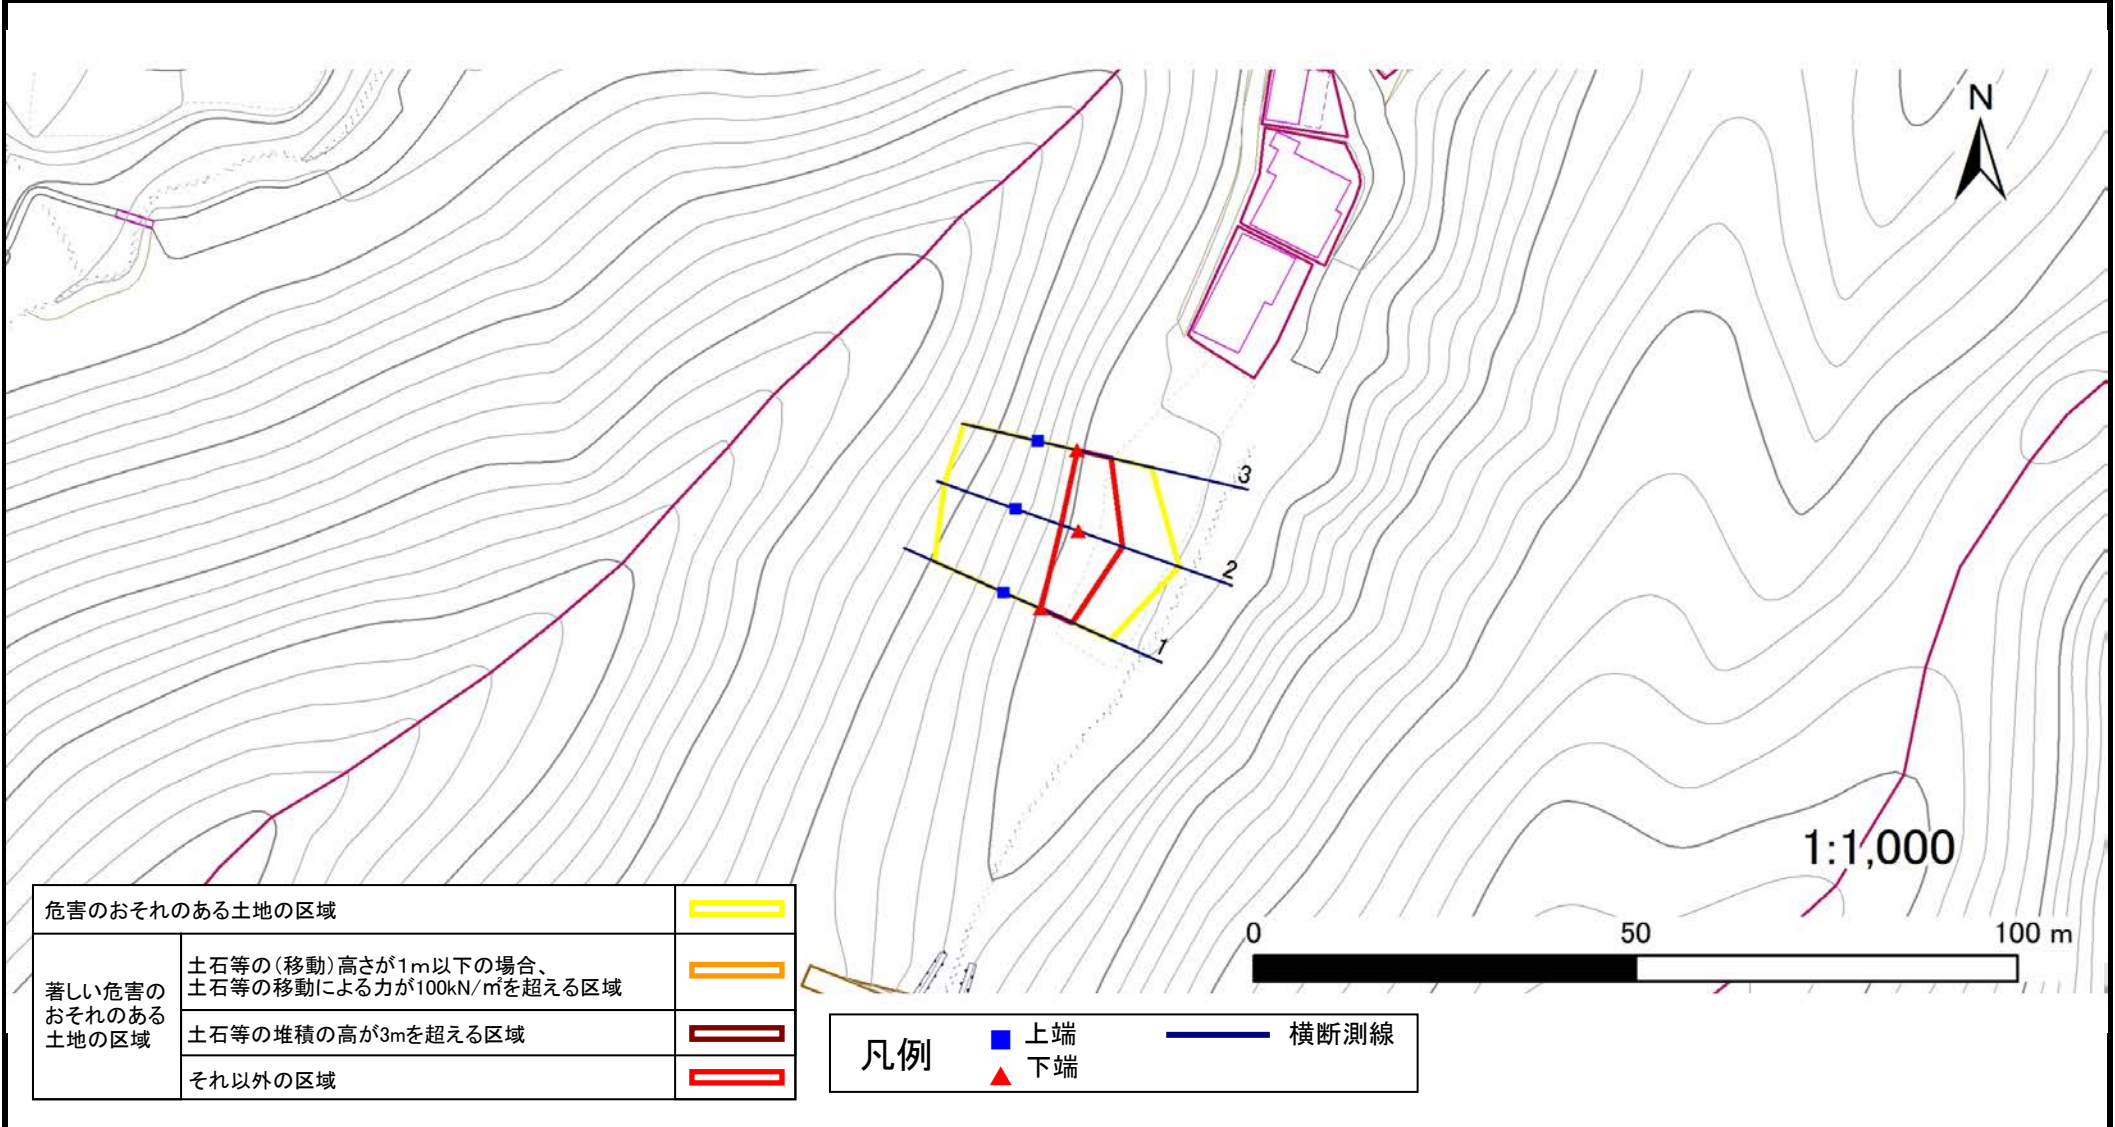 N
3
2
1
1:1,000
0 50 100 m
危害のおそれのある土地の区域
著しい危害の
おそれのある
土地の区域
土石等の(移動)高さが1m以下の場合、
土石等の移動による力が100kN/㎡を超える区域
土石等の堆積の高が3mを超える区域
それ以外の区域
凡例
上端
下端
横断測線